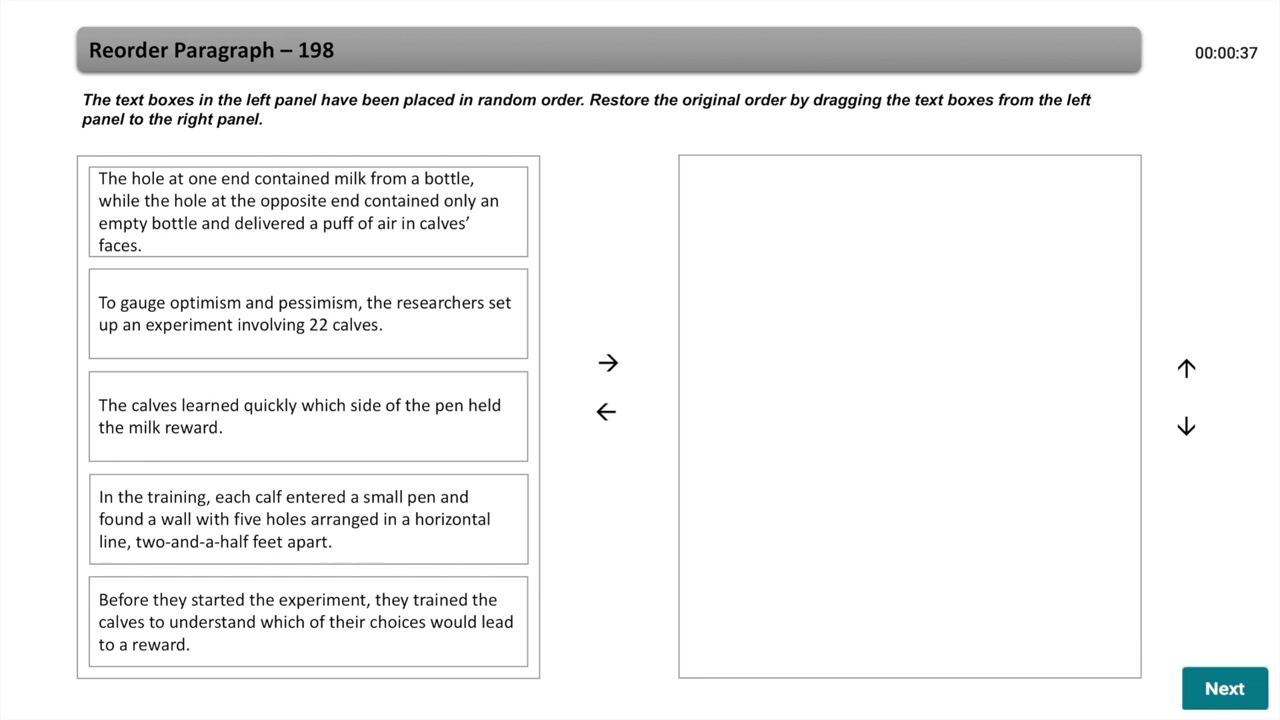 Reorder Paragraph – 198
00:00:37
The text boxes in the left panel have been placed in random order. Restore the original order by dragging the text boxes from the left
panel to the right panel.
The hole at one end contained milk from a bottle,
while the hole at the opposite end contained only an
empty bottle and delivered a puff of air in calves’
faces.
To gauge optimism and pessimism, the researchers set
up an experiment involving 22 calves.
The calves learned quickly which side of the pen held
the milk reward.
In the training, each calf entered a small pen and
found a wall with five holes arranged in a horizontal
line, two-and-a-half feet apart.
Before they started the experiment, they trained the
calves to understand which of their choices would lead
to a reward.
Next